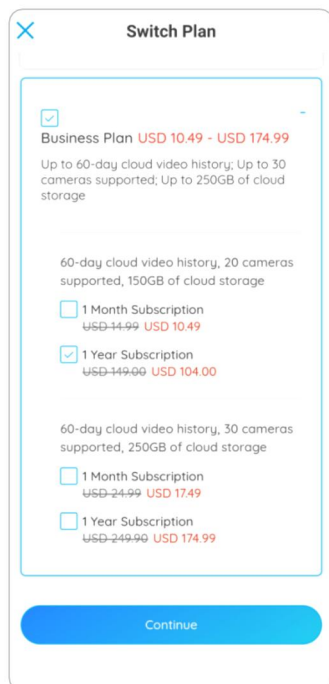 Switch Plan
Business Plan USD 10.49 - USD 174.99
Up to 60-day cloud video history; Up to 30
cameras supported; Up to 250GB of cloud
storage
60-day cloud video history, 20 cameras
supported, 150GB of cloud storage
1 Month Subscription
USD 14.99 USD 10.49
1 Year Subscription
USD 149.00 USD 104.00
60-day cloud video history, 30 cameras
supported, 250GB of cloud storage
1 Month Subscription
USD 24.99 USD 17.49
1 Year Subscription
USD 249.90 USD 174.99
Continue